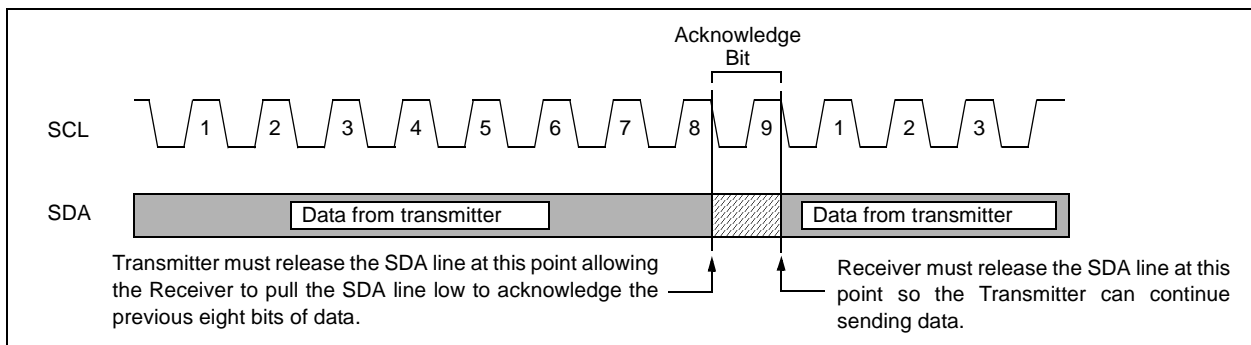 Acknowledge
Bit
SCL
1 2 3 4 5 6 7 8 9 1 2 3
SDA
Data from transmitter
Data from transmitter
Transmitter must release the SDA line at this point allowing
the Receiver to pull the SDA line low to acknowledge the
previous eight bits of data.
Receiver must release the SDA line at this
point so the Transmitter can continue
sending data.